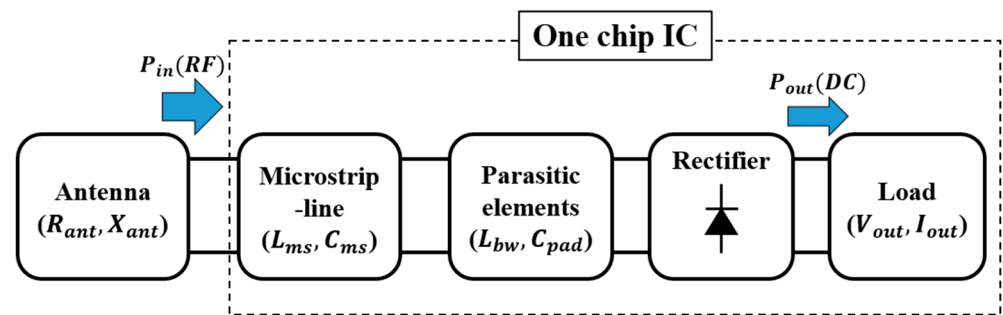 One chip IC
P_in(RF)
P_out(DC)
Antenna
(R_ant, X_ant)
Microstrip
-line
(L_ms, C_ms)
Parasitic
elements
(L_bw, C_pad)
Rectifier
Load
(V_out, I_out)